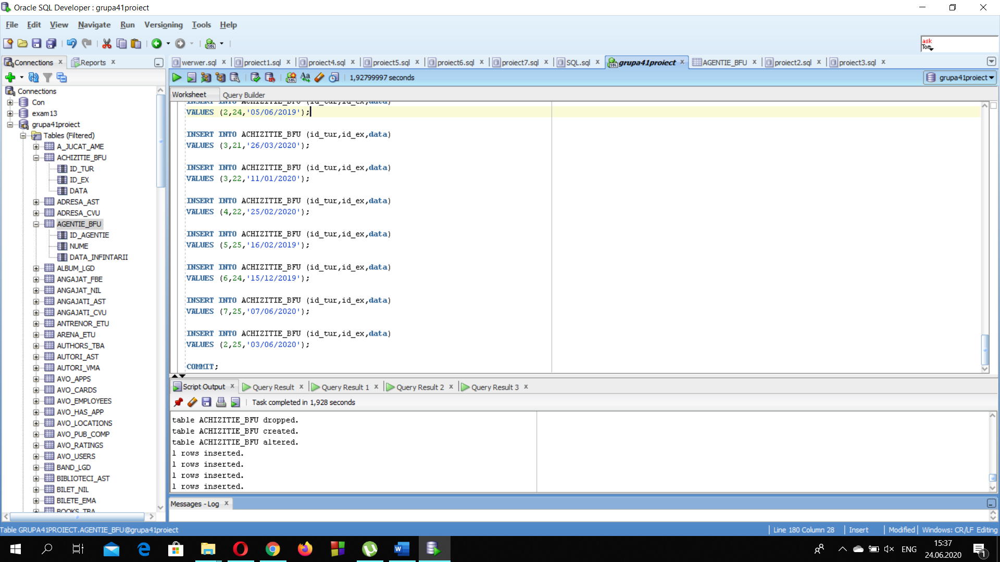 Oracle SQL Developer : grupa41proiect
File Edit View Navigate Run Versioning Tools Help
ask
Tom
Connections
Reports
werwer.sql
proiect1.sql
proiect4.sql
proiect5.sql
proiect6.sql
proiect7.sql
SQL.sql
grupa41proiect
AGENTIE_BFU
proiect2.sql
proiect3.sql
1,92799997 seconds
grupa41proiect
Connections
Con
exam13
grupa41proiect
Tables (Filtered)
A_JUCAT_AME
ACHIZITIE_BFU
ID_TUR
ID_EX
DATA
ADRESA_AST
ADRESA_CVU
AGENTIE_BFU
ID_AGENTIE
NUME
DATA_INFINTARII
ALBUM_LGD
ANGAJAT_FBE
ANGAJAT_NIL
ANGAJATI_AST
ANGAJATI_CVU
ANTRENOR_ETU
ARENA_ETU
AUTHORS_TBA
AUTORI_AST
AUTORI_VMA
AVO_APPS
AVO_CARDS
AVO_EMPLOYEES
AVO_HAS_APP
AVO_LOCATIONS
AVO_PUB_COMP
AVO_RATINGS
AVO_USERS
BAND_LGD
BIBLIOTECI_AST
BILET_NIL
BILETE_EMA
BOOKS_TBA
Worksheet Query Builder
INSERT INTO ACHIZITIE_BFU (id_tur,id_ex,data)
VALUES (2,24,'05/06/2019');
INSERT INTO ACHIZITIE_BFU (id_tur,id_ex,data)
VALUES (3,21,'26/03/2020');
INSERT INTO ACHIZITIE_BFU (id_tur,id_ex,data)
VALUES (3,22,'11/01/2020');
INSERT INTO ACHIZITIE_BFU (id_tur,id_ex,data)
VALUES (4,22,'25/02/2020');
INSERT INTO ACHIZITIE_BFU (id_tur,id_ex,data)
VALUES (5,25,'16/02/2019');
INSERT INTO ACHIZITIE_BFU (id_tur,id_ex,data)
VALUES (6,24,'15/12/2019');
INSERT INTO ACHIZITIE_BFU (id_tur,id_ex,data)
VALUES (7,25,'07/06/2020');
INSERT INTO ACHIZITIE_BFU (id_tur,id_ex,data)
VALUES (2,25,'03/06/2020');
COMMIT;
Script Output Query Result Query Result 1 Query Result 2 Query Result 3
Task completed in 1,928 seconds
table ACHIZITIE_BFU dropped.
table ACHIZITIE_BFU created.
table ACHIZITIE_BFU altered.
1 rows inserted.
1 rows inserted.
1 rows inserted.
1 rows inserted.
Messages - Log
Table GRUPA41PROIECT.AGENTIE_BFU@grupa41proiect
Line 180 Column 28
Insert
Modified
Windows: CR/LF Editing
ENG
15:37
24.06.2020
1